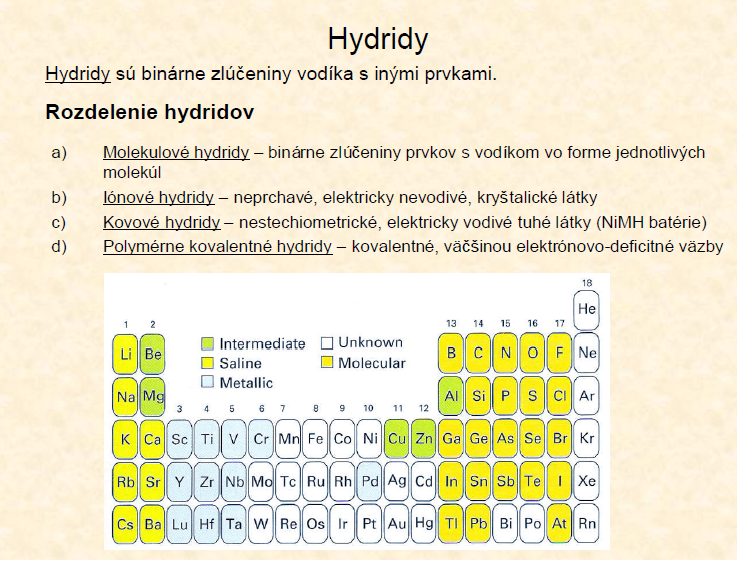 Hydridy
Hydridy sú binárne zlúčeniny vodíka s inými prvkami.
Rozdelenie hydridov
a) Molekulové hydridy – binárne zlúčeniny prvkov s vodíkom vo forme jednotlivých
molekúl
b) Iónové hydridy – neprchavé, elektricky nevodivé, kryštalické látky
c) Kovové hydridy – nestechiometrické, elektricky vodivé tuhé látky (NiMH batérie)
d) Polymérne kovalentné hydridy – kovalentné, väčšinou elektrónovo-deficitné väzby
18
He
1 2 13 14 15 16 17
Intermediate Unknown
Saline Molecular
Metallic
Li Be B C N O F Ne
Na Mg Al Si P S Cl Ar
3 4 5 6 7 8 9 10 11 12
K Ca Sc Ti V Cr Mn Fe Co Ni Cu Zn Ga Ge As Se Br Kr
Rb Sr Y Zr Nb Mo Tc Ru Rh Pd Ag Cd In Sn Sb Te I Xe
Cs Ba Lu Hf Ta W Re Os Ir Pt Au Hg Tl Pb Bi Po At Rn